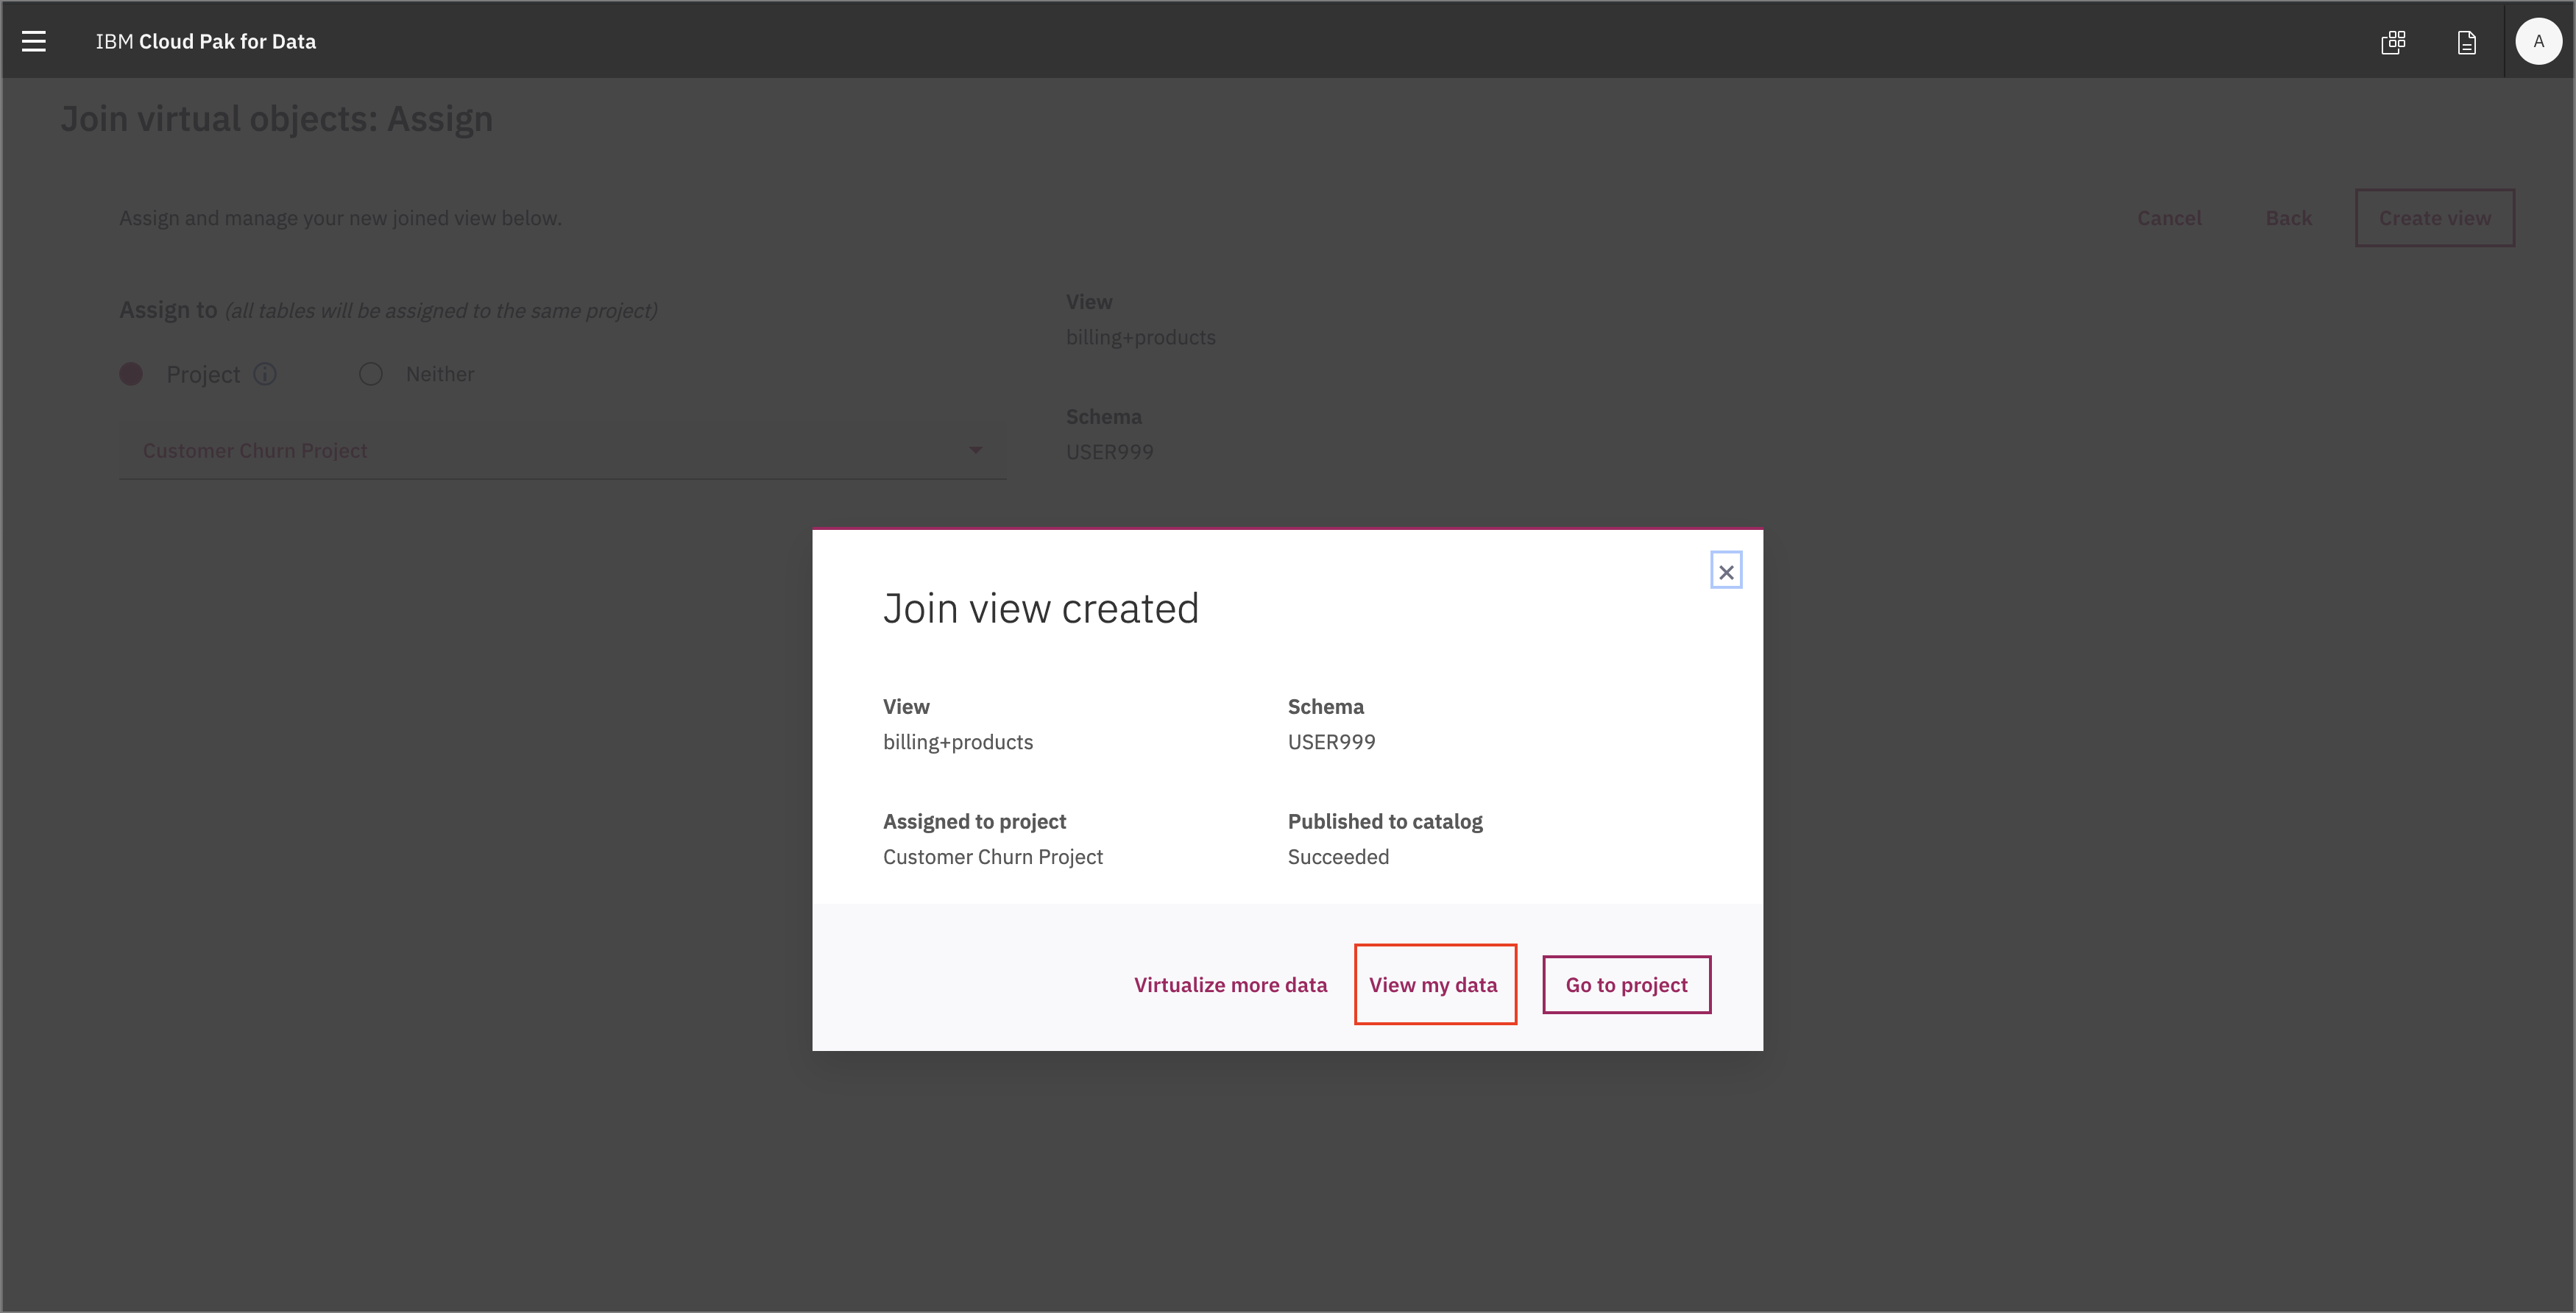 IBM Cloud Pak for Data
A
Join virtual objects: Assign
Assign and manage your new joined view below.
Cancel
Back
Create view
Assign to (all tables will be assigned to the same project)
Project
Neither
Customer Churn Project
View
billing+products
Schema
USER999
Join view created
View
billing+products
Schema
USER999
Assigned to project
Customer Churn Project
Published to catalog
Succeeded
Virtualize more data
View my data
Go to project